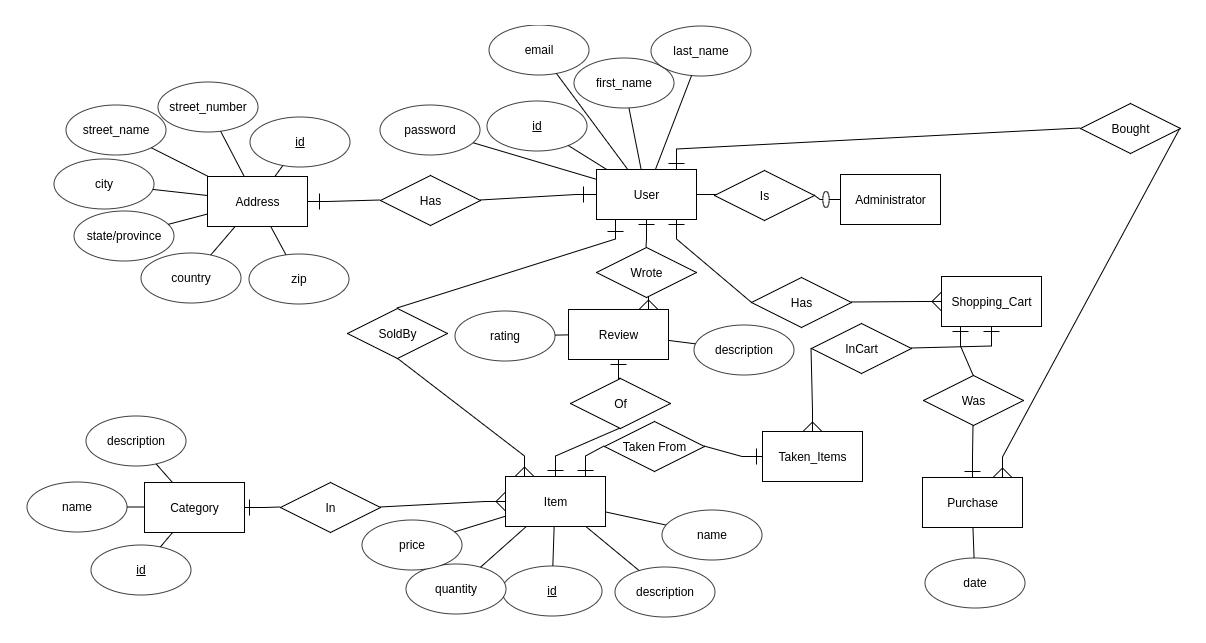 email
last_name
first_name
street_number
street_name
id
password
id
Bought
city
Address
Has
User
Is
Administrator
state/province
country
zip
Wrote
Has
Shopping_Cart
SoldBy
rating
Review
description
InCart
Of
Was
description
Taken From
Taken_Items
name
Category
In
Item
Purchase
price
name
id
quantity
id
description
date